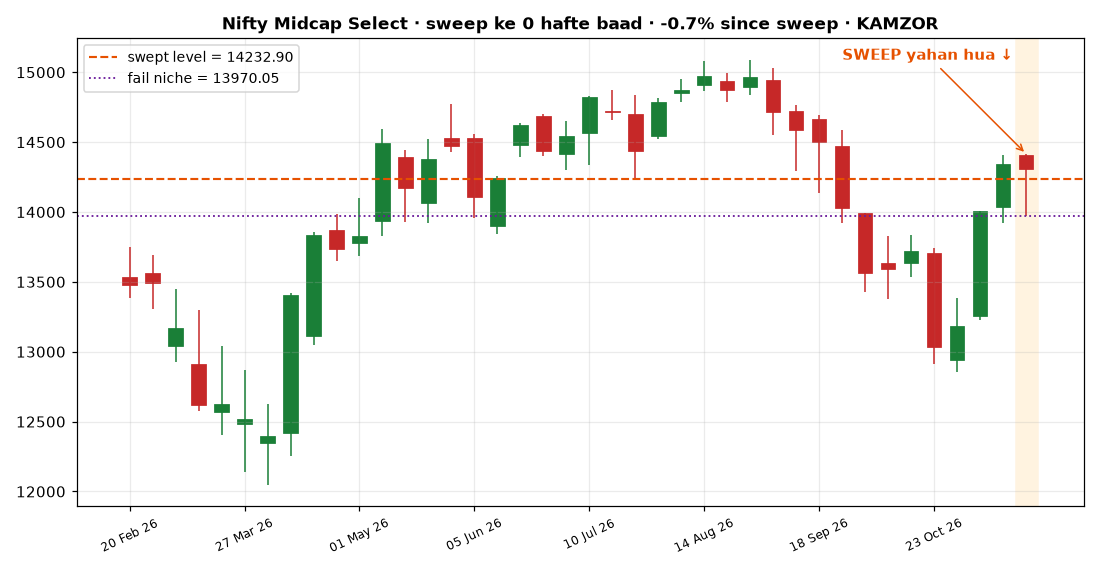 Nifty Midcap Select · sweep ke 0 hafte baad · -0.7% since sweep · KAMZOR
swept level = 14232.90
fail niche = 13970.05
SWEEP yahan hua ↓
15000
14500
14000
13500
13000
12500
12000
20 Feb 26
27 Mar 26
01 May 26
05 Jun 26
10 Jul 26
14 Aug 26
18 Sep 26
23 Oct 26